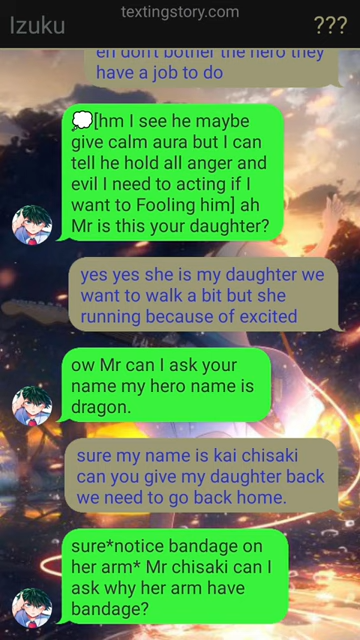 textingstory.com
Izuku
???
eri don't bother the hero they
have a job to do
💭[hm I see he maybe
give calm aura but I can
tell he hold all anger and
evil I need to acting if I
want to Fooling him] ah
Mr is this your daughter?
yes yes she is my daughter we
want to walk a bit but she
running because of excited
ow Mr can I ask your
name my hero name is
dragon.
sure my name is kai chisaki
can you give my daughter back
we need to go back home.
sure*notice bandage on
her arm* Mr chisaki can I
ask why her arm have
bandage?